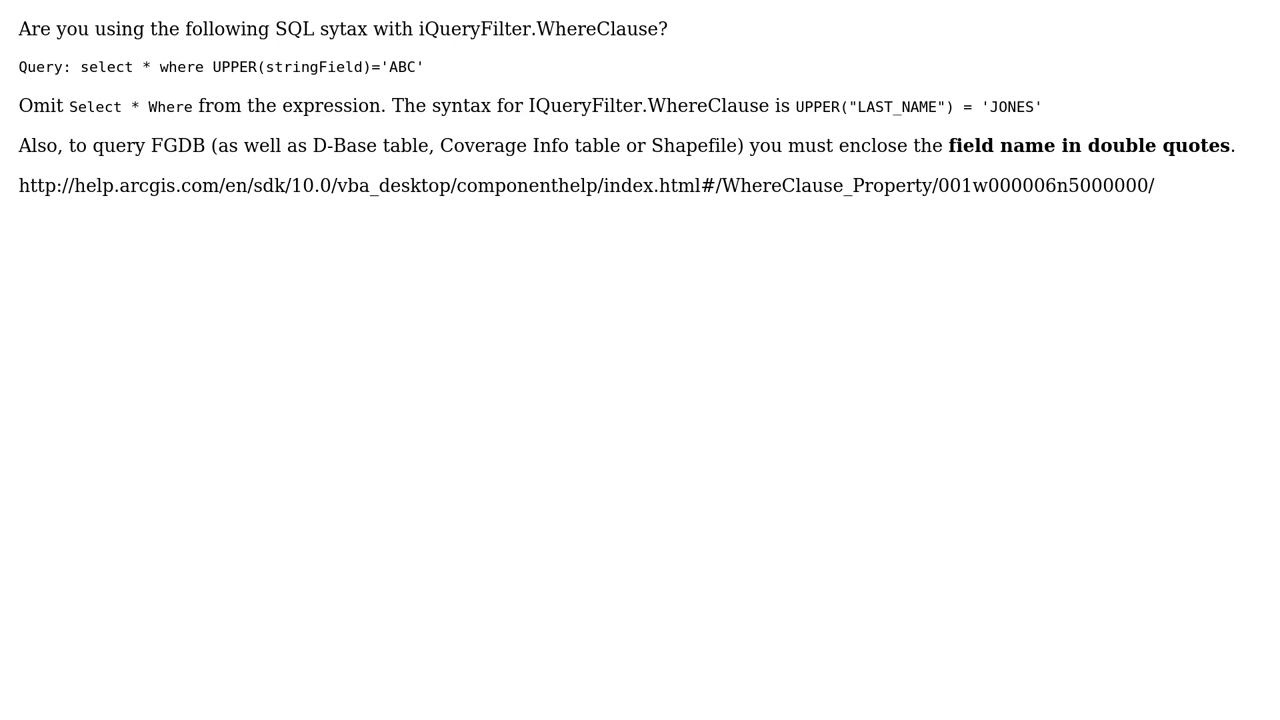 Are you using the following SQL sytax with iQueryFilter.WhereClause?
Query: select * where UPPER(stringField)='ABC'
Omit Select * Where from the expression. The syntax for IQueryFilter.WhereClause is UPPER("LAST_NAME") = 'JONES'
Also, to query FGDB (as well as D-Base table, Coverage Info table or Shapefile) you must enclose the field name in double quotes.
http://help.arcgis.com/en/sdk/10.0/vba_desktop/componenthelp/index.html#/WhereClause_Property/001w000006n5000000/